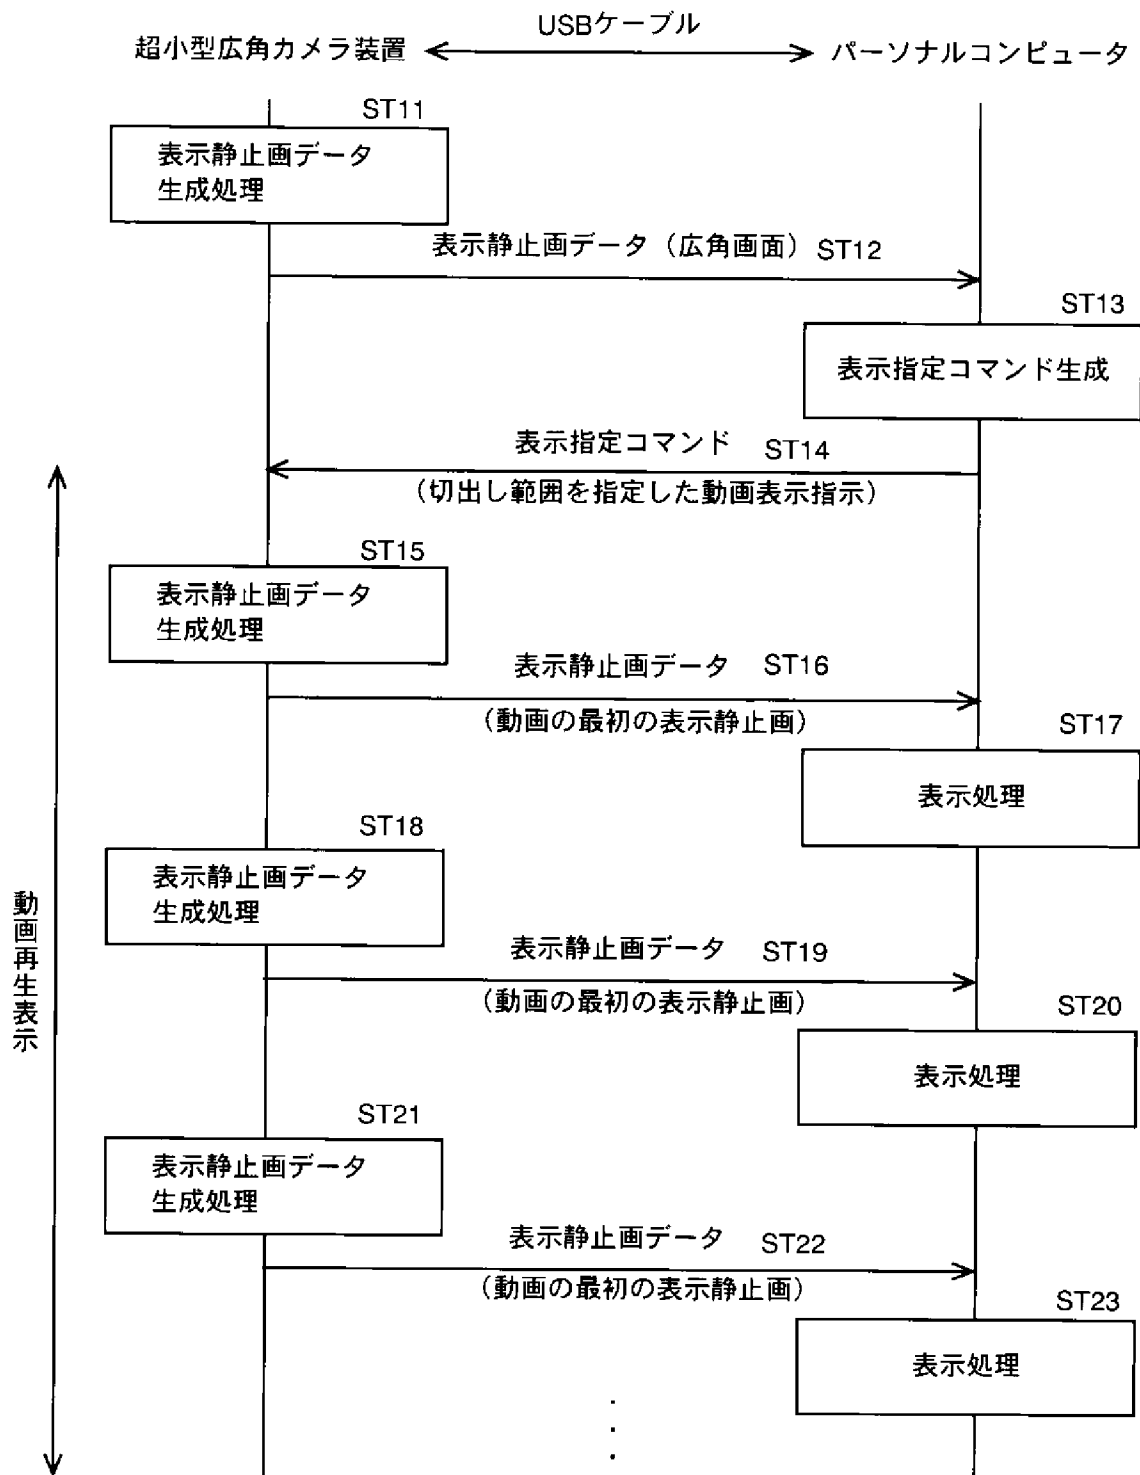 USBケーブル
超小型広角カメラ装置
パーソナルコンピュータ
ST11
表示静止画データ
生成処理
表示静止画データ（広角画面）ST12
ST13
表示指定コマンド生成
表示指定コマンド ST14
（切出し範囲を指定した動画表示指示）
ST15
表示静止画データ
生成処理
表示静止画データ ST16
（動画の最初の表示静止画）
ST17
表示処理
ST18
表示静止画データ
生成処理
動画再生表示
表示静止画データ ST19
（動画の最初の表示静止画）
ST20
表示処理
ST21
表示静止画データ
生成処理
表示静止画データ ST22
（動画の最初の表示静止画）
ST23
表示処理